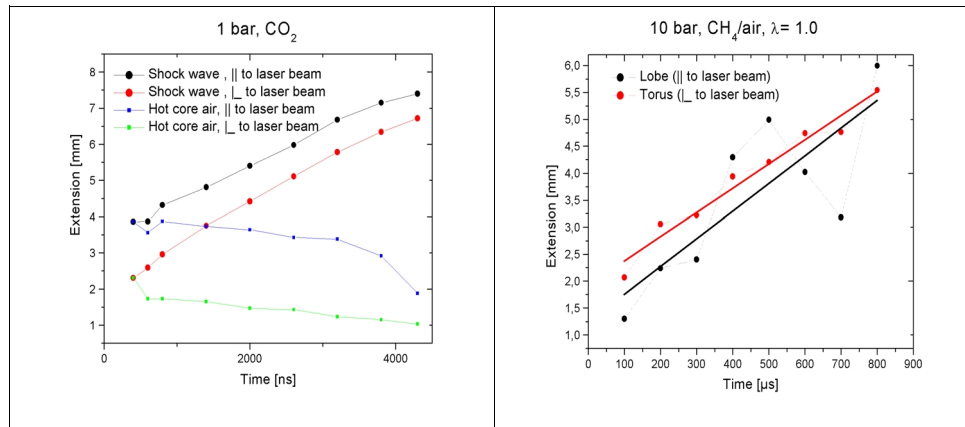 1 bar, CO₂
Shock wave , || to laser beam
Shock wave , |_ to laser beam
Hot core air, || to laser beam
Hot core air, |_ to laser beam
Extension [mm]
8
7
6
5
4
3
2
1
0 2000 4000
Time [ns]
10 bar, CH₄/air, λ= 1.0
Lobe (|| to laser beam)
Torus (|_ to laser beam)
Extension [mm]
6,0
5,5
5,0
4,5
4,0
3,5
3,0
2,5
2,0
1,5
1,0
0 100 200 300 400 500 600 700 800 900
Time [µs]